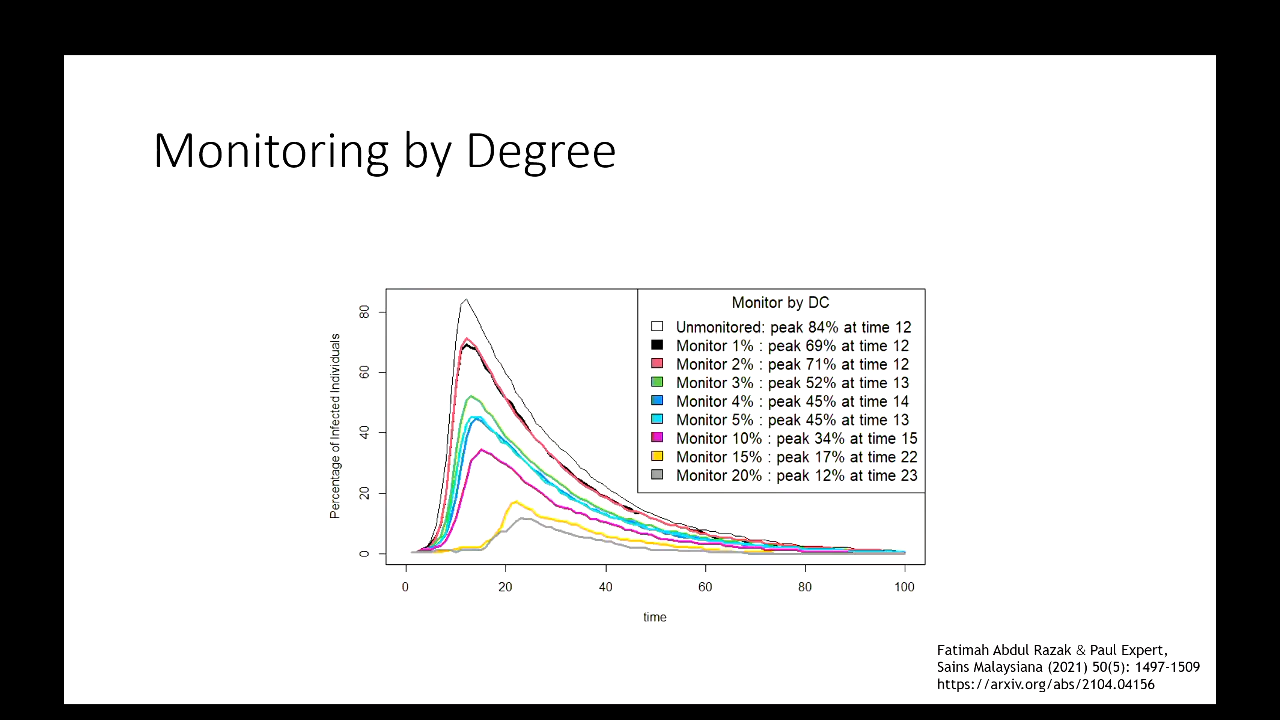 Monitoring by Degree
Percentage of Infected Individuals
80
60
40
20
0
Monitor by DC
Unmonitored: peak 84% at time 12
Monitor 1% : peak 69% at time 12
Monitor 2% : peak 71% at time 12
Monitor 3% : peak 52% at time 13
Monitor 4% : peak 45% at time 14
Monitor 5% : peak 45% at time 13
Monitor 10% : peak 34% at time 15
Monitor 15% : peak 17% at time 22
Monitor 20% : peak 12% at time 23
0 20 40 60 80 100
time
Fatimah Abdul Razak & Paul Expert,
Sains Malaysiana (2021) 50(5): 1497-1509
https://arxiv.org/abs/2104.04156